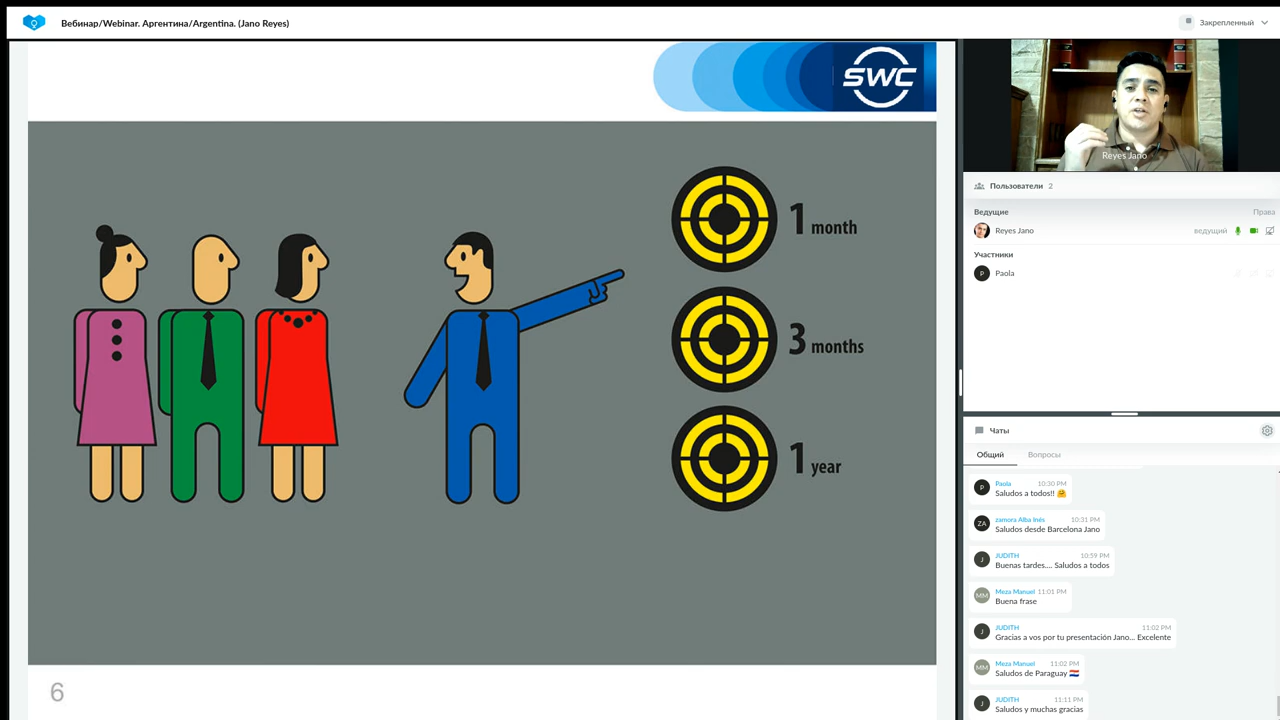 Вебинар/Webinar. Аргентина/Argentina. (Jano Reyes)
Закрепленный
SWC
1 month
3 months
1 year
6
Reyes Jano
Пользователи 2
Ведущие Права
Reyes Jano ведущий
Участники
P Paola
Чаты
Общий Вопросы
P Paola 10:30 PM
Saludos a todos!! 🤗
ZA zamora Alba Inés 10:31 PM
Saludos desde Barcelona Jano
J JUDITH 10:59 PM
Buenas tardes.... Saludos a todos
MM Meza Manuel 11:01 PM
Buena frase
J JUDITH 11:02 PM
Gracias a vos por tu presentación Jano... Excelente
MM Meza Manuel 11:02 PM
Saludos de Paraguay 🇵🇾
J JUDITH 11:11 PM
Saludos y muchas gracias